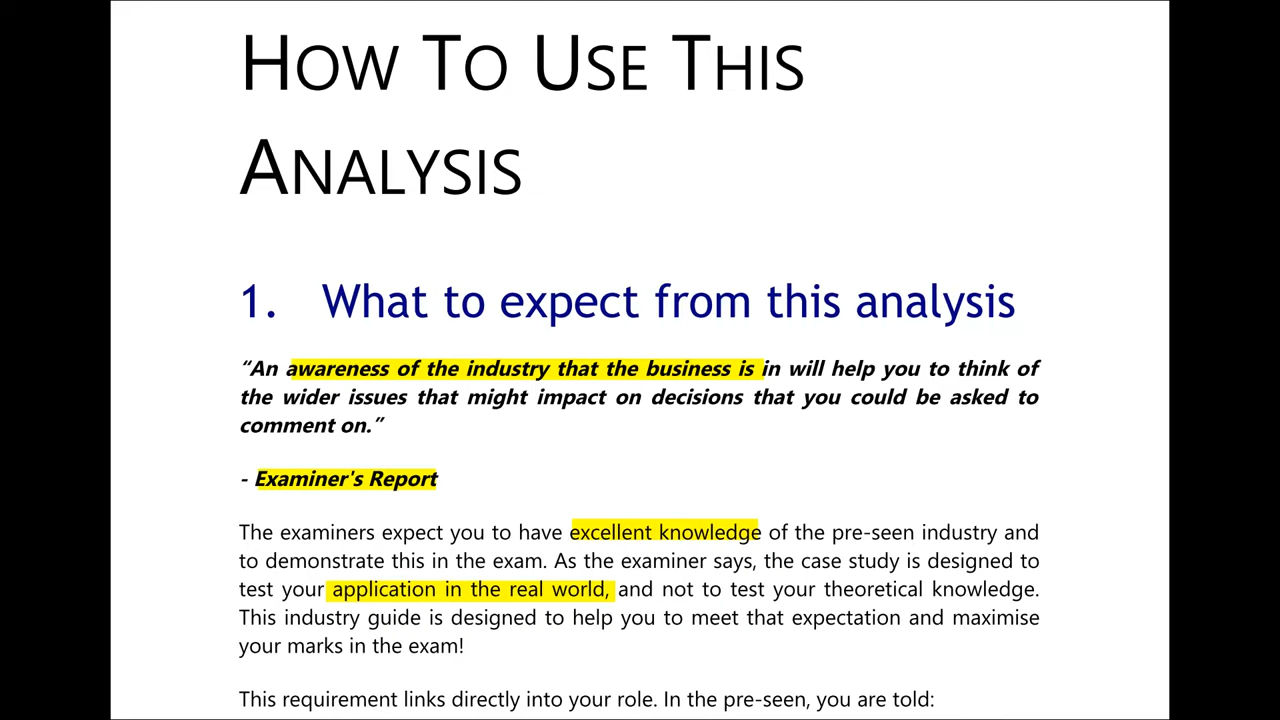 HOW TO USE THIS
ANALYSIS
1. What to expect from this analysis
“An awareness of the industry that the business is in will help you to think of
the wider issues that might impact on decisions that you could be asked to
comment on.”
- Examiner's Report
The examiners expect you to have excellent knowledge of the pre-seen industry and
to demonstrate this in the exam. As the examiner says, the case study is designed to
test your application in the real world, and not to test your theoretical knowledge.
This industry guide is designed to help you to meet that expectation and maximise
your marks in the exam!
This requirement links directly into your role. In the pre-seen, you are told: